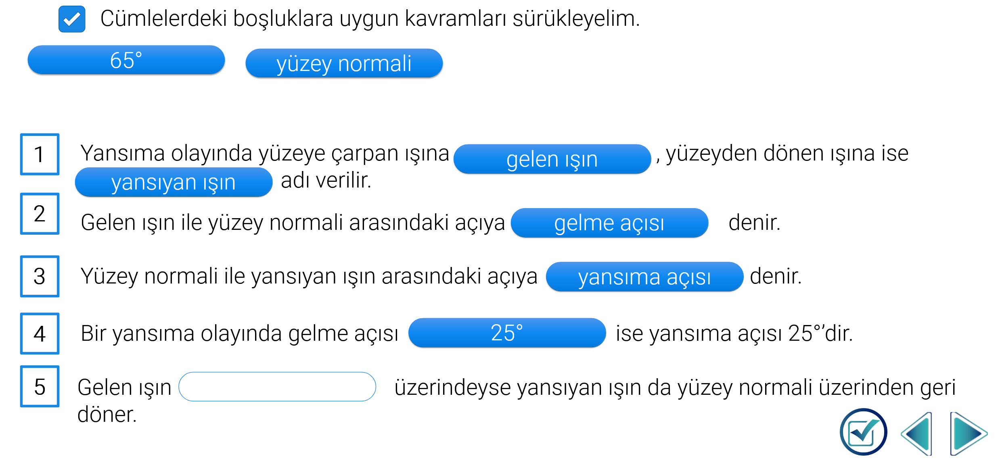 Cümlelerdeki boşluklara uygun kavramları sürükleyelim.
65° yüzey normali
1 Yansıma olayında yüzeye çarpan ışına gelen ışın , yüzeyden dönen ışına ise
yansıyan ışın adı verilir.
2 Gelen ışın ile yüzey normali arasındaki açıya gelme açısı denir.
3 Yüzey normali ile yansıyan ışın arasındaki açıya yansıma açısı denir.
4 Bir yansıma olayında gelme açısı 25° ise yansıma açısı 25°’dir.
5 Gelen ışın üzerindeyse yansıyan ışın da yüzey normali üzerinden geri
döner.